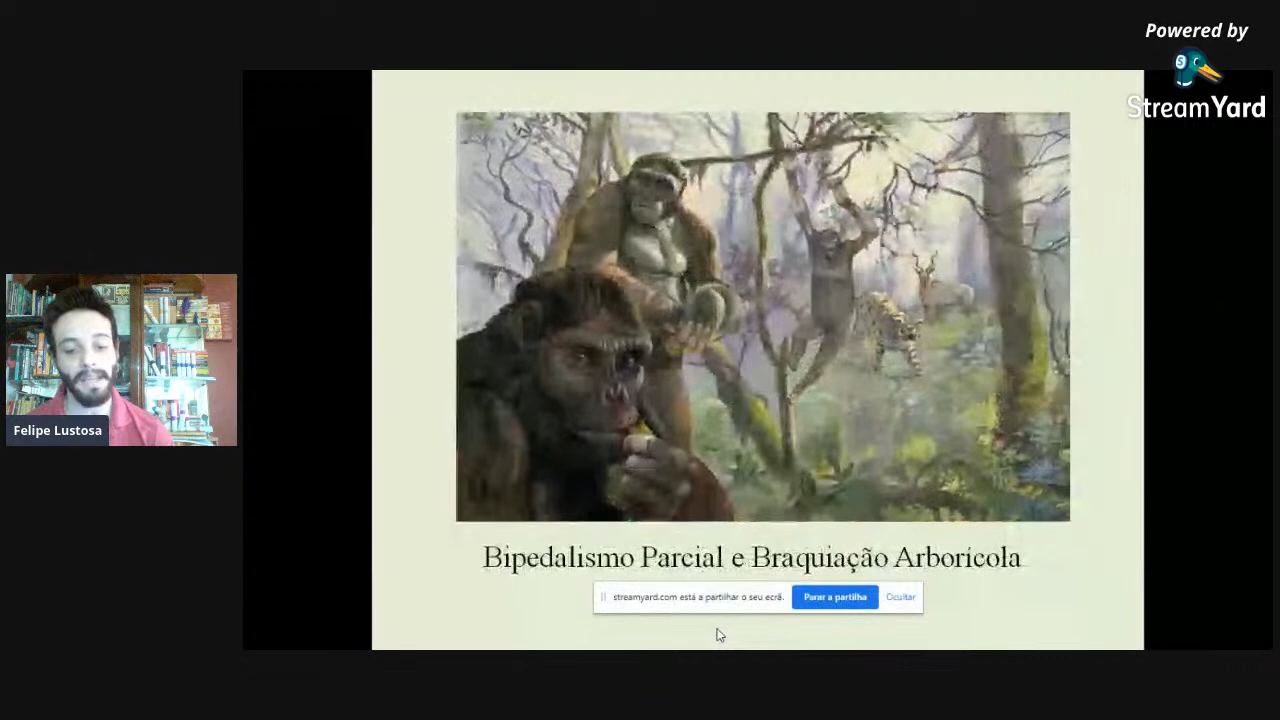 Powered by
StreamYard
Felipe Lustosa
Bipedalismo Parcial e Braquiação Arborícola
streamyard.com está a partilhar o seu ecrã. Parar a partilha Ocultar